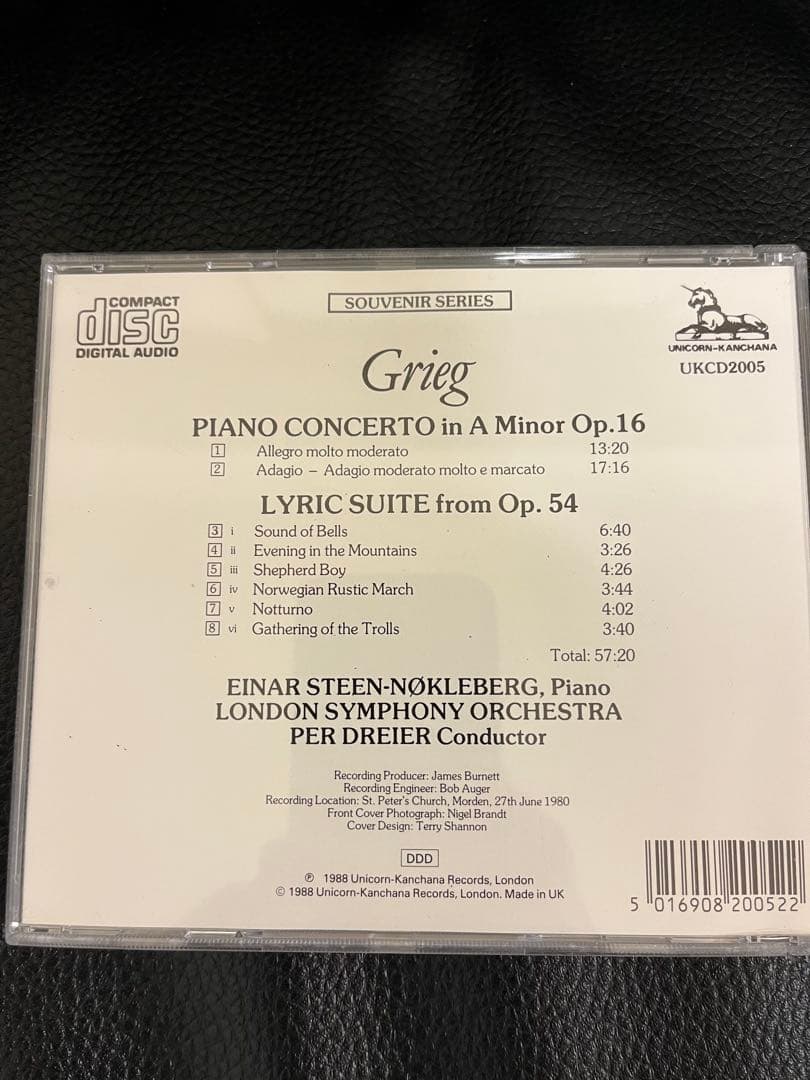 COMPACT
disc
DIGITAL AUDIO
SOUVENIR SERIES
UNICORN-KANCHANA
UKCD2005
Grieg
PIANO CONCERTO in A Minor Op.16
1 Allegro molto moderato 13:20
2 Adagio – Adagio moderato molto e marcato 17:16
LYRIC SUITE from Op. 54
3 i Sound of Bells 6:40
4 ii Evening in the Mountains 3:26
5 iii Shepherd Boy 4:26
6 iv Norwegian Rustic March 3:44
7 v Notturno 4:02
8 vi Gathering of the Trolls 3:40
Total: 57:20
EINAR STEEN-NØKLEBERG, Piano
LONDON SYMPHONY ORCHESTRA
PER DREIER Conductor
Recording Producer: James Burnett
Recording Engineer: Bob Auger
Recording Location: St. Peter's Church, Morden, 27th June 1980
Front Cover Photograph: Nigel Brandt
Cover Design: Terry Shannon
DDD
℗ 1988 Unicorn-Kanchana Records, London
© 1988 Unicorn-Kanchana Records, London. Made in UK
5 016908 200522